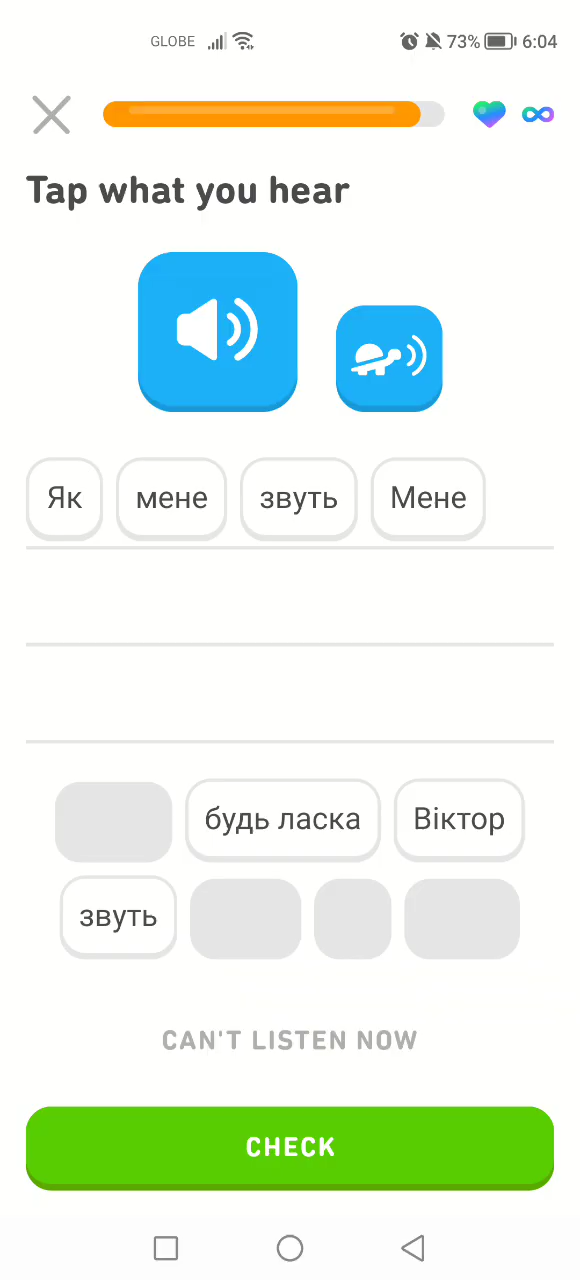 GLOBE 73% 6:04
Tap what you hear
Як мене звуть Мене
будь ласка Віктор
звуть
CAN'T LISTEN NOW
CHECK